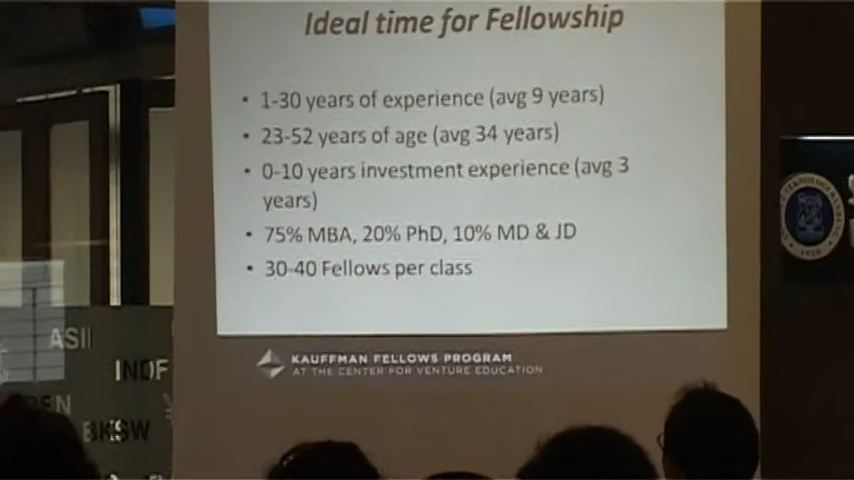 Ideal time for Fellowship
• 1-30 years of experience (avg 9 years)
• 23-52 years of age (avg 34 years)
• 0-10 years investment experience (avg 3
years)
• 75% MBA, 20% PhD, 10% MD & JD
• 30-40 Fellows per class
KAUFFMAN FELLOWS PROGRAM
AT THE CENTER FOR VENTURE EDUCATION